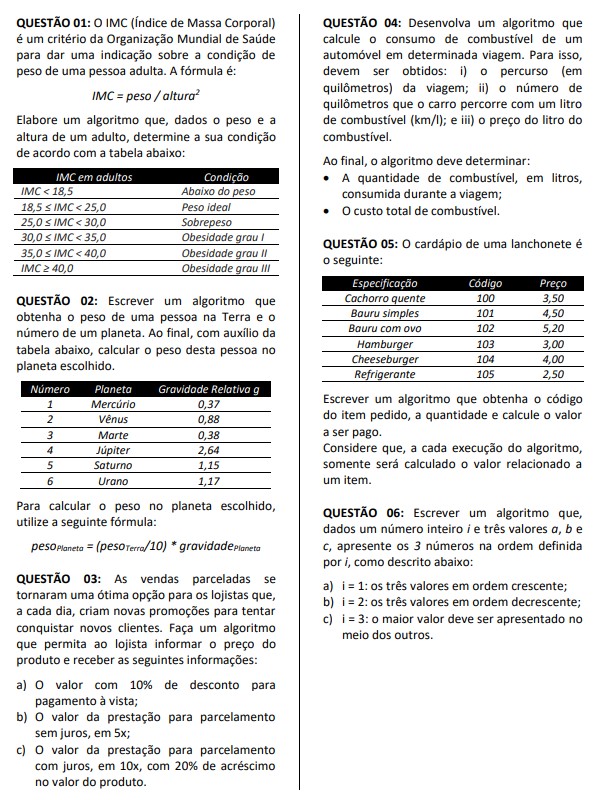 QUESTÃO 01: O IMC (Índice de Massa Corporal)
é um critério da Organização Mundial de Saúde
para dar uma indicação sobre a condição de
peso de uma pessoa adulta. A fórmula é:
IMC = peso / altura²
Elabore um algoritmo que, dados o peso e a
altura de um adulto, determine a sua condição
de acordo com a tabela abaixo:
IMC em adultos Condição
IMC < 18,5 Abaixo do peso
18,5 ≤ IMC < 25,0 Peso ideal
25,0 ≤ IMC < 30,0 Sobrepeso
30,0 ≤ IMC < 35,0 Obesidade grau I
35,0 ≤ IMC < 40,0 Obesidade grau II
IMC ≥ 40,0 Obesidade grau III
QUESTÃO 02: Escrever um algoritmo que
obtenha o peso de uma pessoa na Terra e o
número de um planeta. Ao final, com auxílio da
tabela abaixo, calcular o peso desta pessoa no
planeta escolhido.
Número Planeta Gravidade Relativa g
1 Mercúrio 0,37
2 Vênus 0,88
3 Marte 0,38
4 Júpiter 2,64
5 Saturno 1,15
6 Urano 1,17
Para calcular o peso no planeta escolhido,
utilize a seguinte fórmula:
pesoPlaneta = (pesoTerra/10) * gravidadePlaneta
QUESTÃO 03: As vendas parceladas se
tornaram uma ótima opção para os lojistas que,
a cada dia, criam novas promoções para tentar
conquistar novos clientes. Faça um algoritmo
que permita ao lojista informar o preço do
produto e receber as seguintes informações:
a) O valor com 10% de desconto para
pagamento à vista;
b) O valor da prestação para parcelamento
sem juros, em 5x;
c) O valor da prestação para parcelamento
com juros, em 10x, com 20% de acréscimo
no valor do produto.
QUESTÃO 04: Desenvolva um algoritmo que
calcule o consumo de combustível de um
automóvel em determinada viagem. Para isso,
devem ser obtidos: i) o percurso (em
quilômetros) da viagem; ii) o número de
quilômetros que o carro percorre com um litro
de combustível (km/l); e iii) o preço do litro do
combustível.
Ao final, o algoritmo deve determinar:
• A quantidade de combustível, em litros,
consumida durante a viagem;
• O custo total de combustível.
QUESTÃO 05: O cardápio de uma lanchonete é
o seguinte:
Especificação Código Preço
Cachorro quente 100 3,50
Bauru simples 101 4,50
Bauru com ovo 102 5,20
Hamburger 103 3,00
Cheeseburger 104 4,00
Refrigerante 105 2,50
Escrever um algoritmo que obtenha o código
do item pedido, a quantidade e calcule o valor
a ser pago.
Considere que, a cada execução do algoritmo,
somente será calculado o valor relacionado a
um item.
QUESTÃO 06: Escrever um algoritmo que,
dados um número inteiro i e três valores a, b e
c, apresente os 3 números na ordem definida
por i, como descrito abaixo:
a) i = 1: os três valores em ordem crescente;
b) i = 2: os três valores em ordem decrescente;
c) i = 3: o maior valor deve ser apresentado no
meio dos outros.